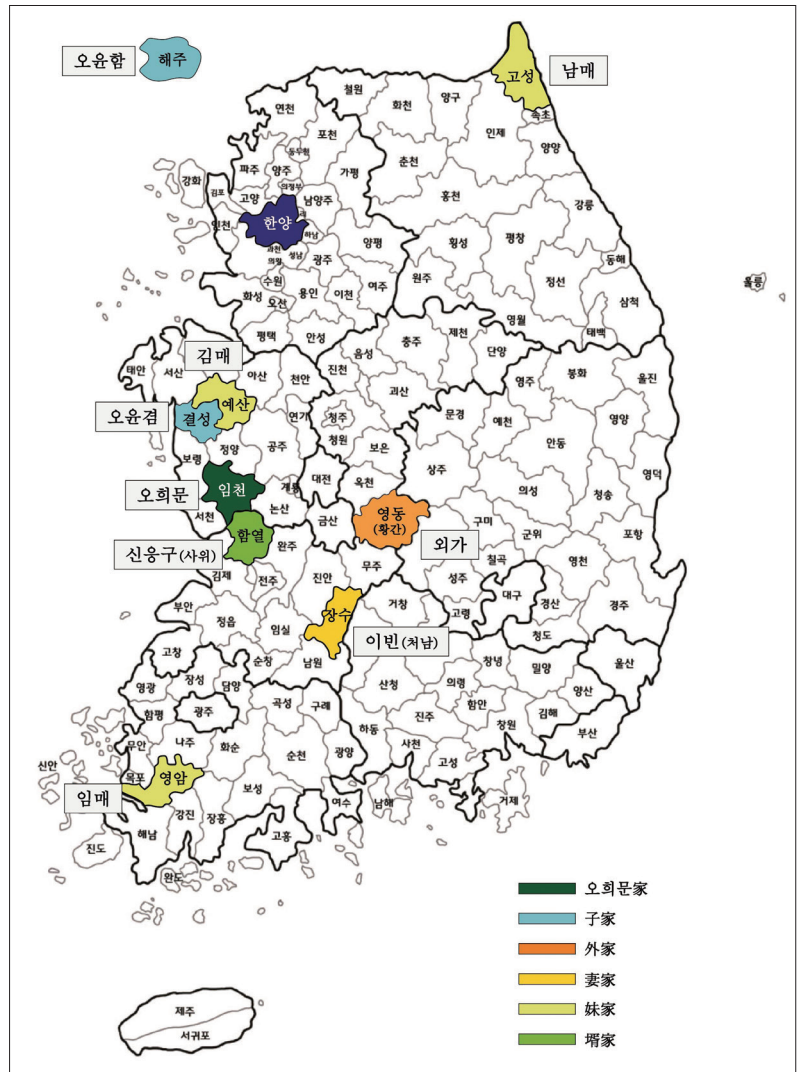 오윤함
해주
고성
남매
철원
화천
양구
속초
연천
포천
인제
양양
동두천
파주
양주
춘천
강화
김포
의정부
가평
고양
남양주
홍천
강릉
한양
인천
하남
양평
횡성
평창
동해
과천
의왕
성남
광주
울릉
수원
여주
원주
정선
화성
오산
용인
이천
삼척
영월
태백
평택
안성
충주
제천
김매
음성
단양
태안
서산
아산
천안
진천
영주
봉화
울진
예산
괴산
오윤겸
결성
연기
청주
문경
예천
영양
정양
공주
청원
보은
안동
보령
상주
영덕
대전
옥천
오희문
임천
계룡
의성
청송
서천
논산
금산
영동
(황간)
구미
군위
포항
함열
외가
신응구(사위)
완주
칠곡
영천
김제
전주
진안
무주
성주
대구
경산
경주
부안
장수
거창
고령
정읍
임실
청도
이빈(처남)
고창
순창
남원
창녕
밀양
울산
영광
장성
담양
산청
의령
양산
함평
광주
곡성
구례
함안
김해
진주
창원
부산
무안
나주
화순
하동
신안
순천
광양
사천
고성
목포
영암
보성
임매
여수
남해
거제
강진
장흥
해남
고흥
진도
완도
오희문家
子家
外家
妻家
妹家
壻家
제주
서귀포